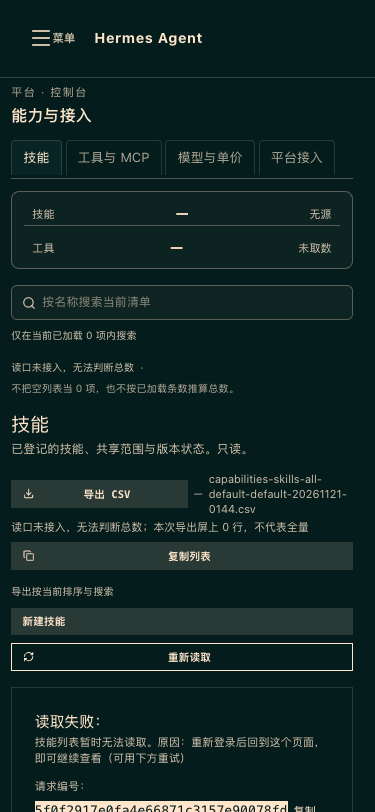 菜单 Hermes Agent
平台 · 控制台
能力与接入
技能 工具与 MCP 模型与单价 平台接入
技能 — 无源
工具 — 未取数
按名称搜索当前清单
仅在当前已加载 0 项内搜索
读口未接入，无法判断总数 ·
不把空列表当 0 项，也不按已加载条数推算总数。
技能
已登记的技能、共享范围与版本状态。只读。
导出 CSV — capabilities-skills-all-
default-default-20261121-
0144.csv
读口未接入，无法判断总数；本次导出屏上 0 行，不代表全量
复制列表
导出按当前排序与搜索
新建技能
重新读取
读取失败：
技能列表暂时无法读取。原因：重新登录后回到这个页面，
即可继续查看（可用下方重试）
请求编号：
5f0f2917e0fa4e66871c3157e90078fd 复制